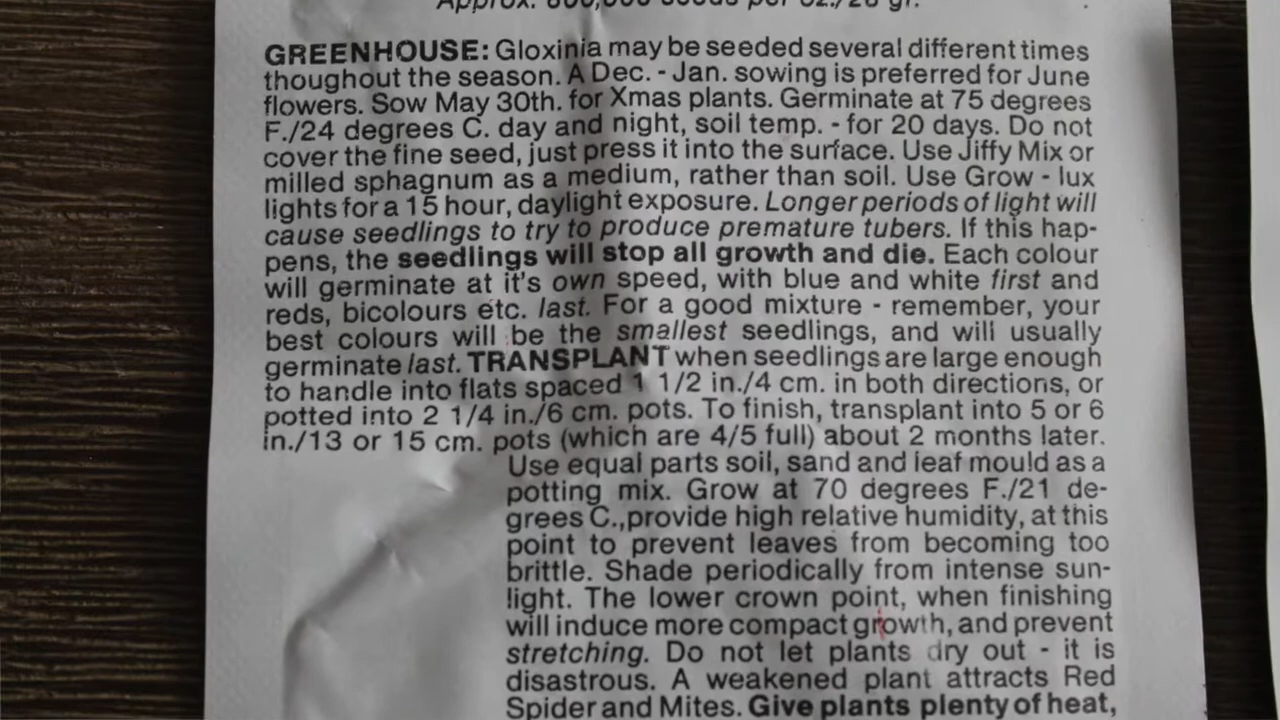 Approx. 800,000 seeds per oz./28 gr.
GREENHOUSE: Gloxinia may be seeded several different times
thoughout the season. A Dec. - Jan. sowing is preferred for June
flowers. Sow May 30th. for Xmas plants. Germinate at 75 degrees
F./24 degrees C. day and night, soil temp. - for 20 days. Do not
cover the fine seed, just press it into the surface. Use Jiffy Mix or
milled sphagnum as a medium, rather than soil. Use Grow - lux
lights for a 15 hour, daylight exposure. Longer periods of light will
cause seedlings to try to produce premature tubers. If this hap-
pens, the seedlings will stop all growth and die. Each colour
will germinate at it's own speed, with blue and white first and
reds, bicolours etc. last. For a good mixture - remember, your
best colours will be the smallest seedlings, and will usually
germinate last. TRANSPLANT when seedlings are large enough
to handle into flats spaced 1 1/2 in./4 cm. in both directions, or
potted into 2 1/4 in./6 cm. pots. To finish, transplant into 5 or 6
in./13 or 15 cm. pots (which are 4/5 full) about 2 months later.
Use equal parts soil, sand and leaf mould as a
potting mix. Grow at 70 degrees F./21 de-
grees C.,provide high relative humidity, at this
point to prevent leaves from becoming too
brittle. Shade periodically from intense sun-
light. The lower crown point, when finishing
will induce more compact growth, and prevent
stretching. Do not let plants dry out - it is
disastrous. A weakened plant attracts Red
Spider and Mites. Give plants plenty of heat,